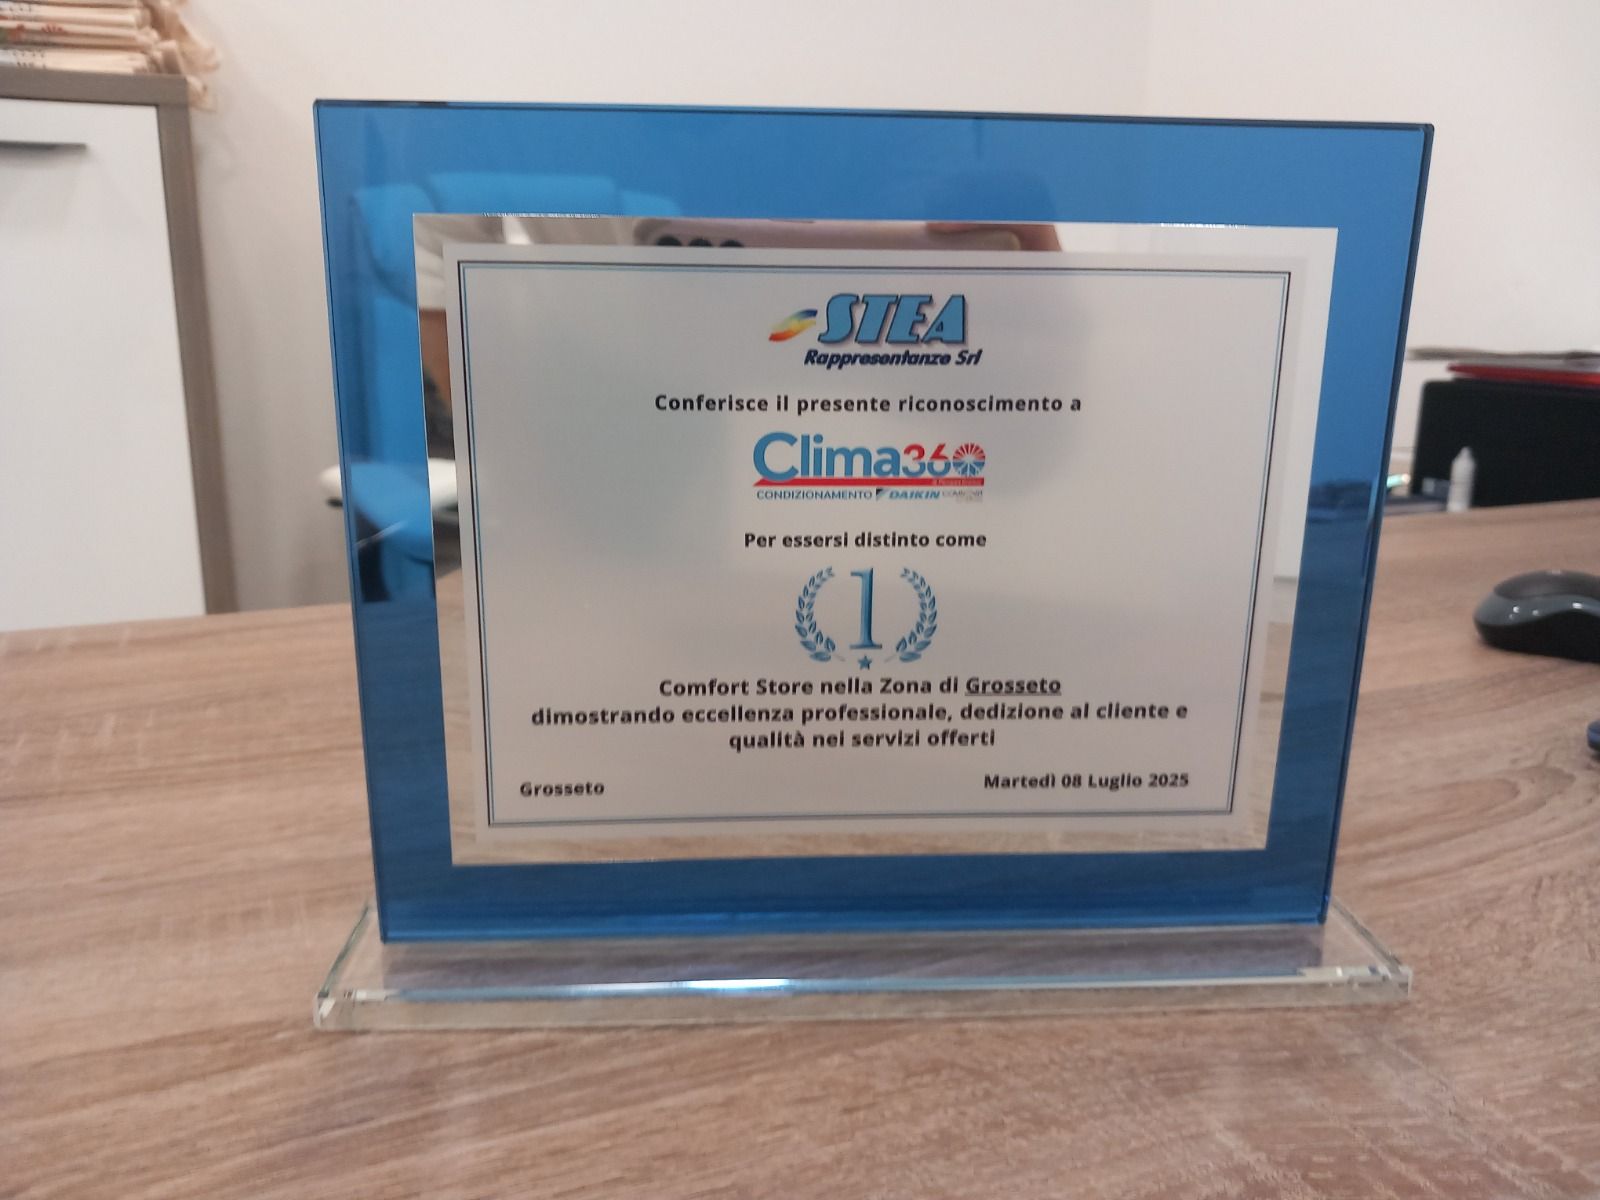 STEA
Rappresentanze Srl
Conferisce il presente riconoscimento a
Clima360
CONDIZIONAMENTO DAIKIN
Per essersi distinto come
1
Comfort Store nella Zona di Grosseto
dimostrando eccellenza professionale, dedizione al cliente e
qualità nei servizi offerti
Grosseto
Martedì 08 Luglio 2025